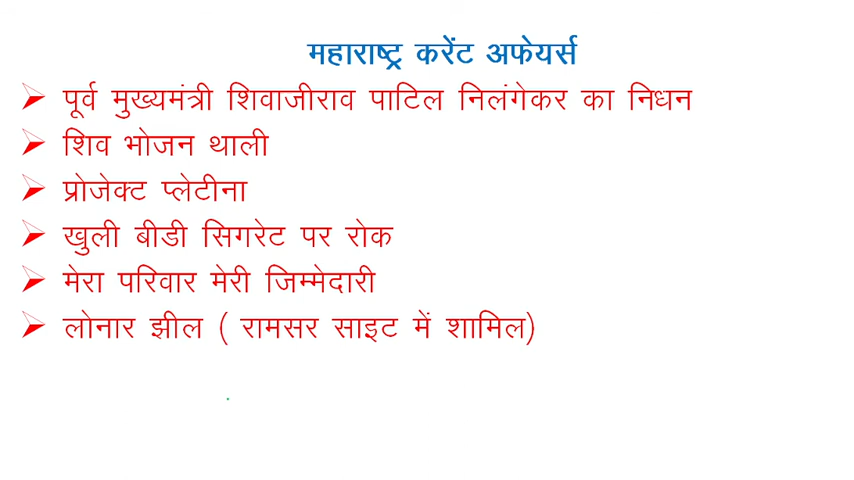 महाराष्ट्र करेंट अफेयर्स
पूर्व मुख्यमंत्री शिवाजीराव पाटिल निलंगेकर का निधन
शिव भोजन थाली
प्रोजेक्ट प्लेटीना
खुली बीडी सिगरेट पर रोक
मेरा परिवार मेरी जिम्मेदारी
लोनार झील ( रामसर साइट में शामिल)